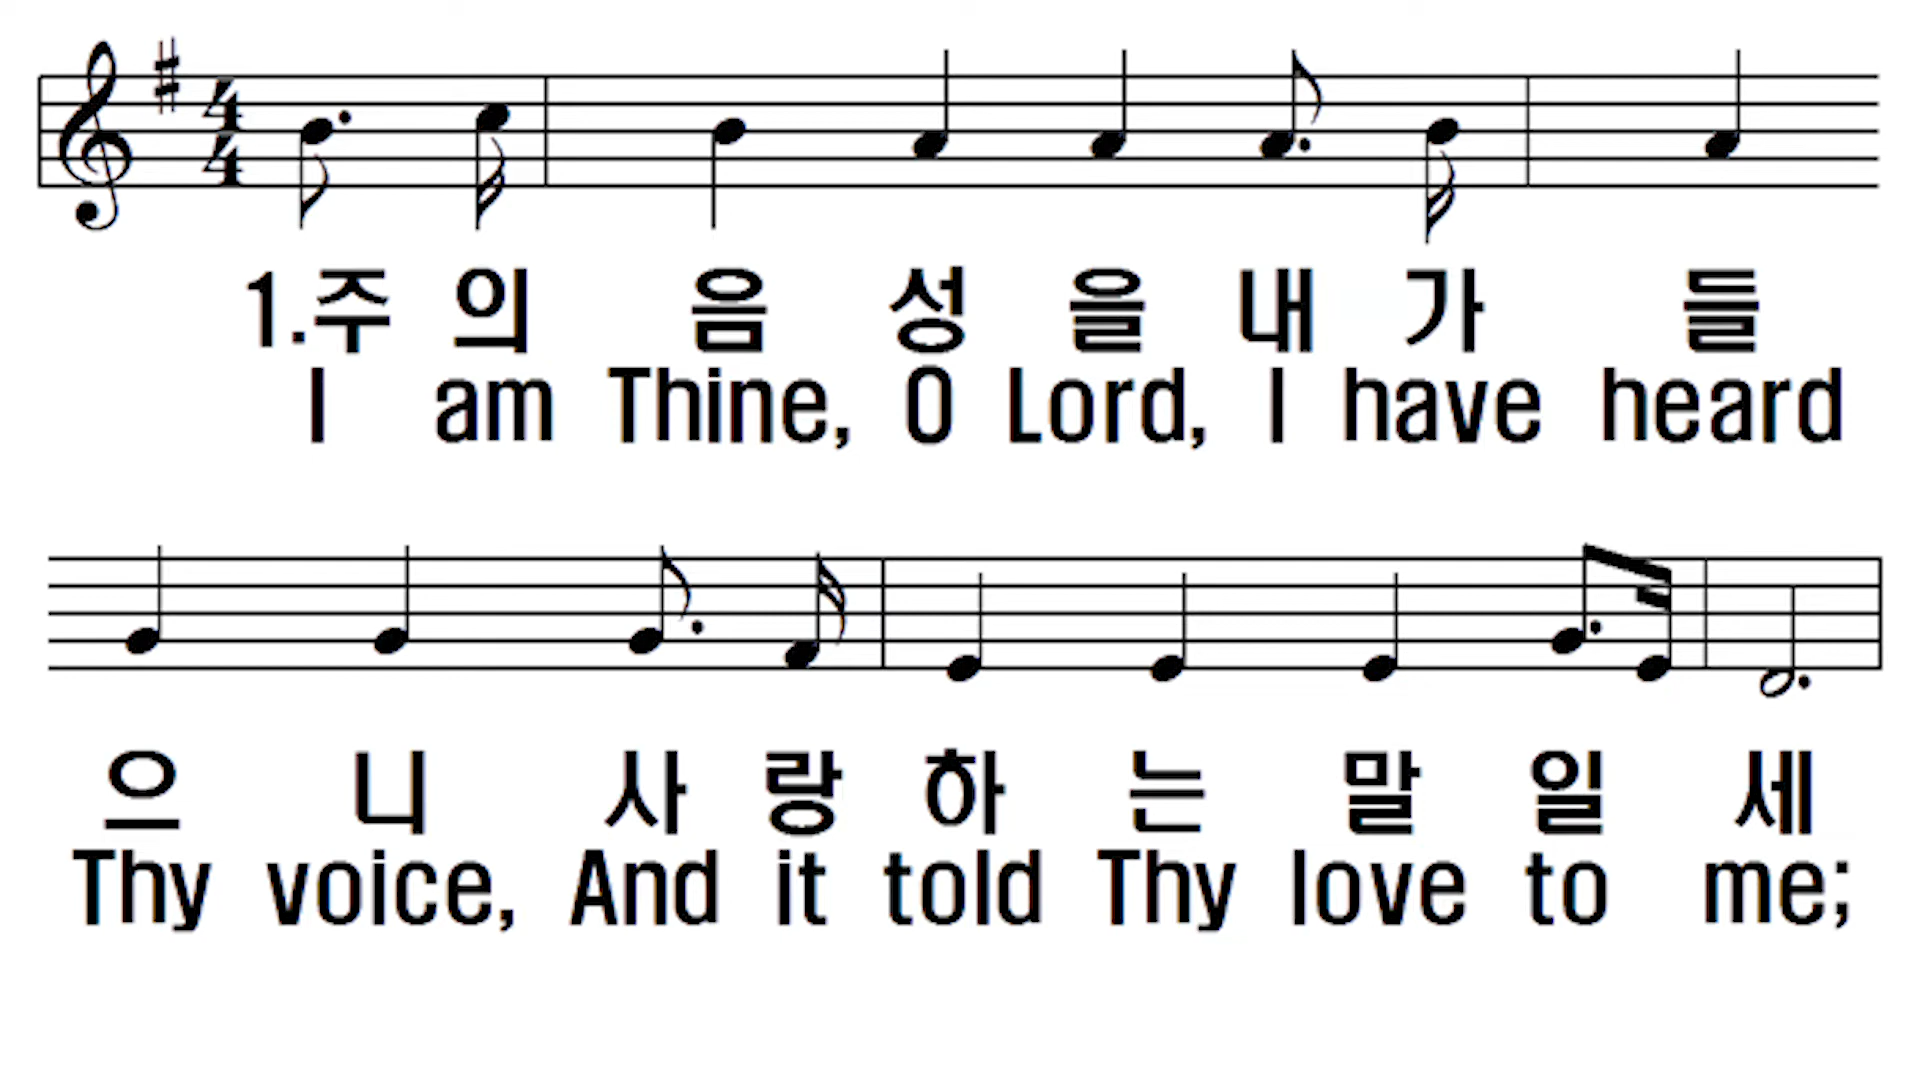 1.주 의 음 성 을 내 가 들
I am Thine, O Lord, I have heard
으 니 사 랑 하 는 말 일 세
Thy voice, And it told Thy love to me;